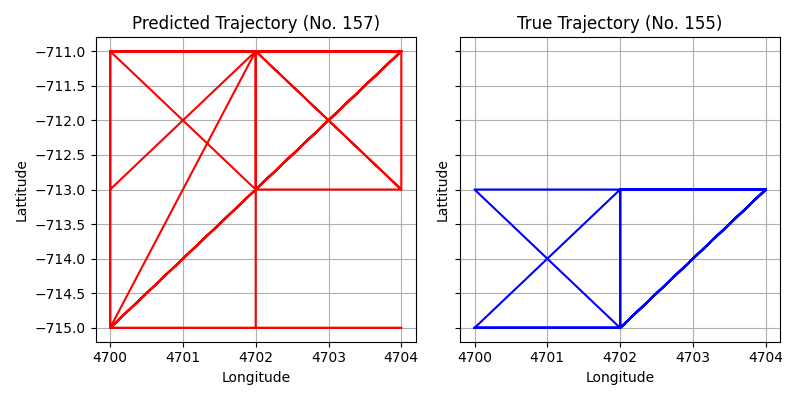 Predicted Trajectory (No. 157)
True Trajectory (No. 155)
−711.0
−711.5
−712.0
−712.5
−713.0
−713.5
−714.0
−714.5
−715.0
Lattitude
Lattitude
4700 4701 4702 4703 4704
4700 4701 4702 4703 4704
Longitude
Longitude